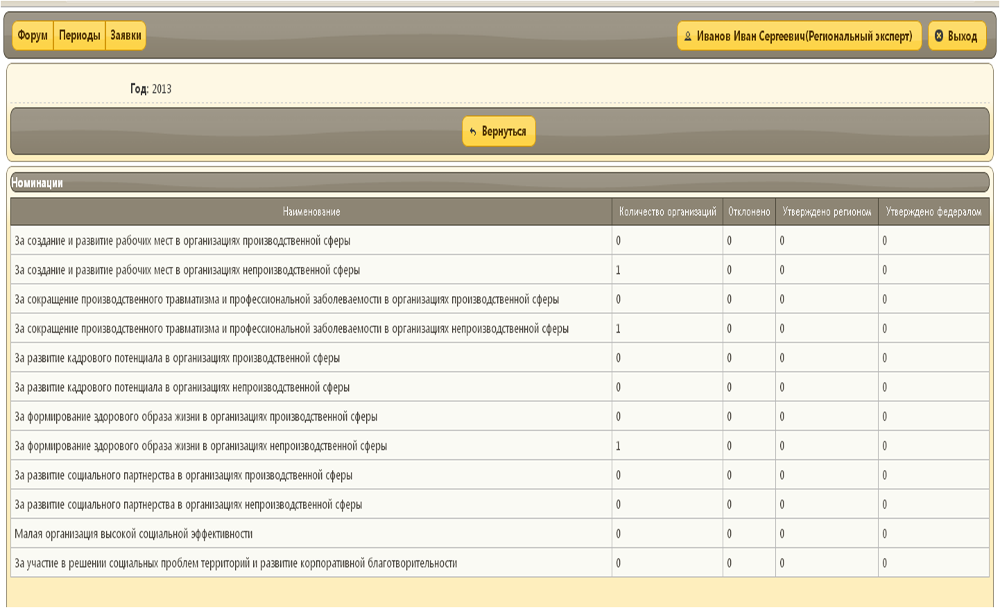 Форум Периоды Заявки Иванов Иван Сергеевич(Региональный эксперт) Выход
Год: 2013
Вернуться
Номинации
Наименование Количество организаций Отклонено Утверждено регионом Утверждено федералом
За создание и развитие рабочих мест в организациях производственной сферы 0 0 0 0
За создание и развитие рабочих мест в организациях непроизводственной сферы 1 0 0 0
За сокращение производственного травматизма и профессиональной заболеваемости в организациях производственной сферы 0 0 0 0
За сокращение производственного травматизма и профессиональной заболеваемости в организациях непроизводственной сферы 1 0 0 0
За развитие кадрового потенциала в организациях производственной сферы 0 0 0 0
За развитие кадрового потенциала в организациях непроизводственной сферы 0 0 0 0
За формирование здорового образа жизни в организациях производственной сферы 0 0 0 0
За формирование здорового образа жизни в организациях непроизводственной сферы 1 0 0 0
За развитие социального партнерства в организациях производственной сферы 0 0 0 0
За развитие социального партнерства в организациях непроизводственной сферы 0 0 0 0
Малая организация высокой социальной эффективности 0 0 0 0
За участие в решении социальных проблем территорий и развитие корпоративной благотворительности 0 0 0 0